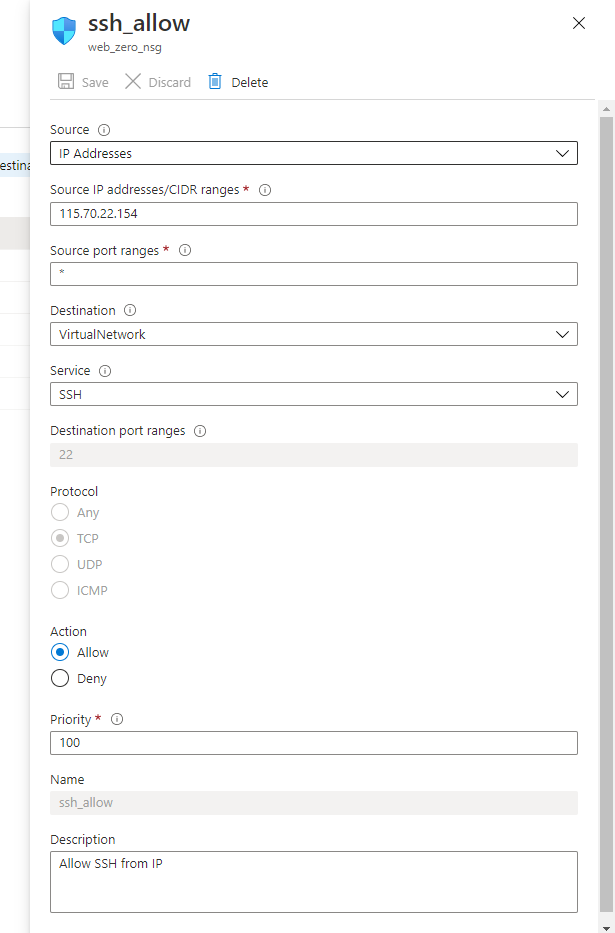 ssh_allow
web_zero_nsg
Save Discard Delete
estina
Source
IP Addresses
Source IP addresses/CIDR ranges *
115.70.22.154
Source port ranges *
*
Destination
VirtualNetwork
Service
SSH
Destination port ranges
22
Protocol
Any
TCP
UDP
ICMP
Action
Allow
Deny
Priority *
100
Name
ssh_allow
Description
Allow SSH from IP